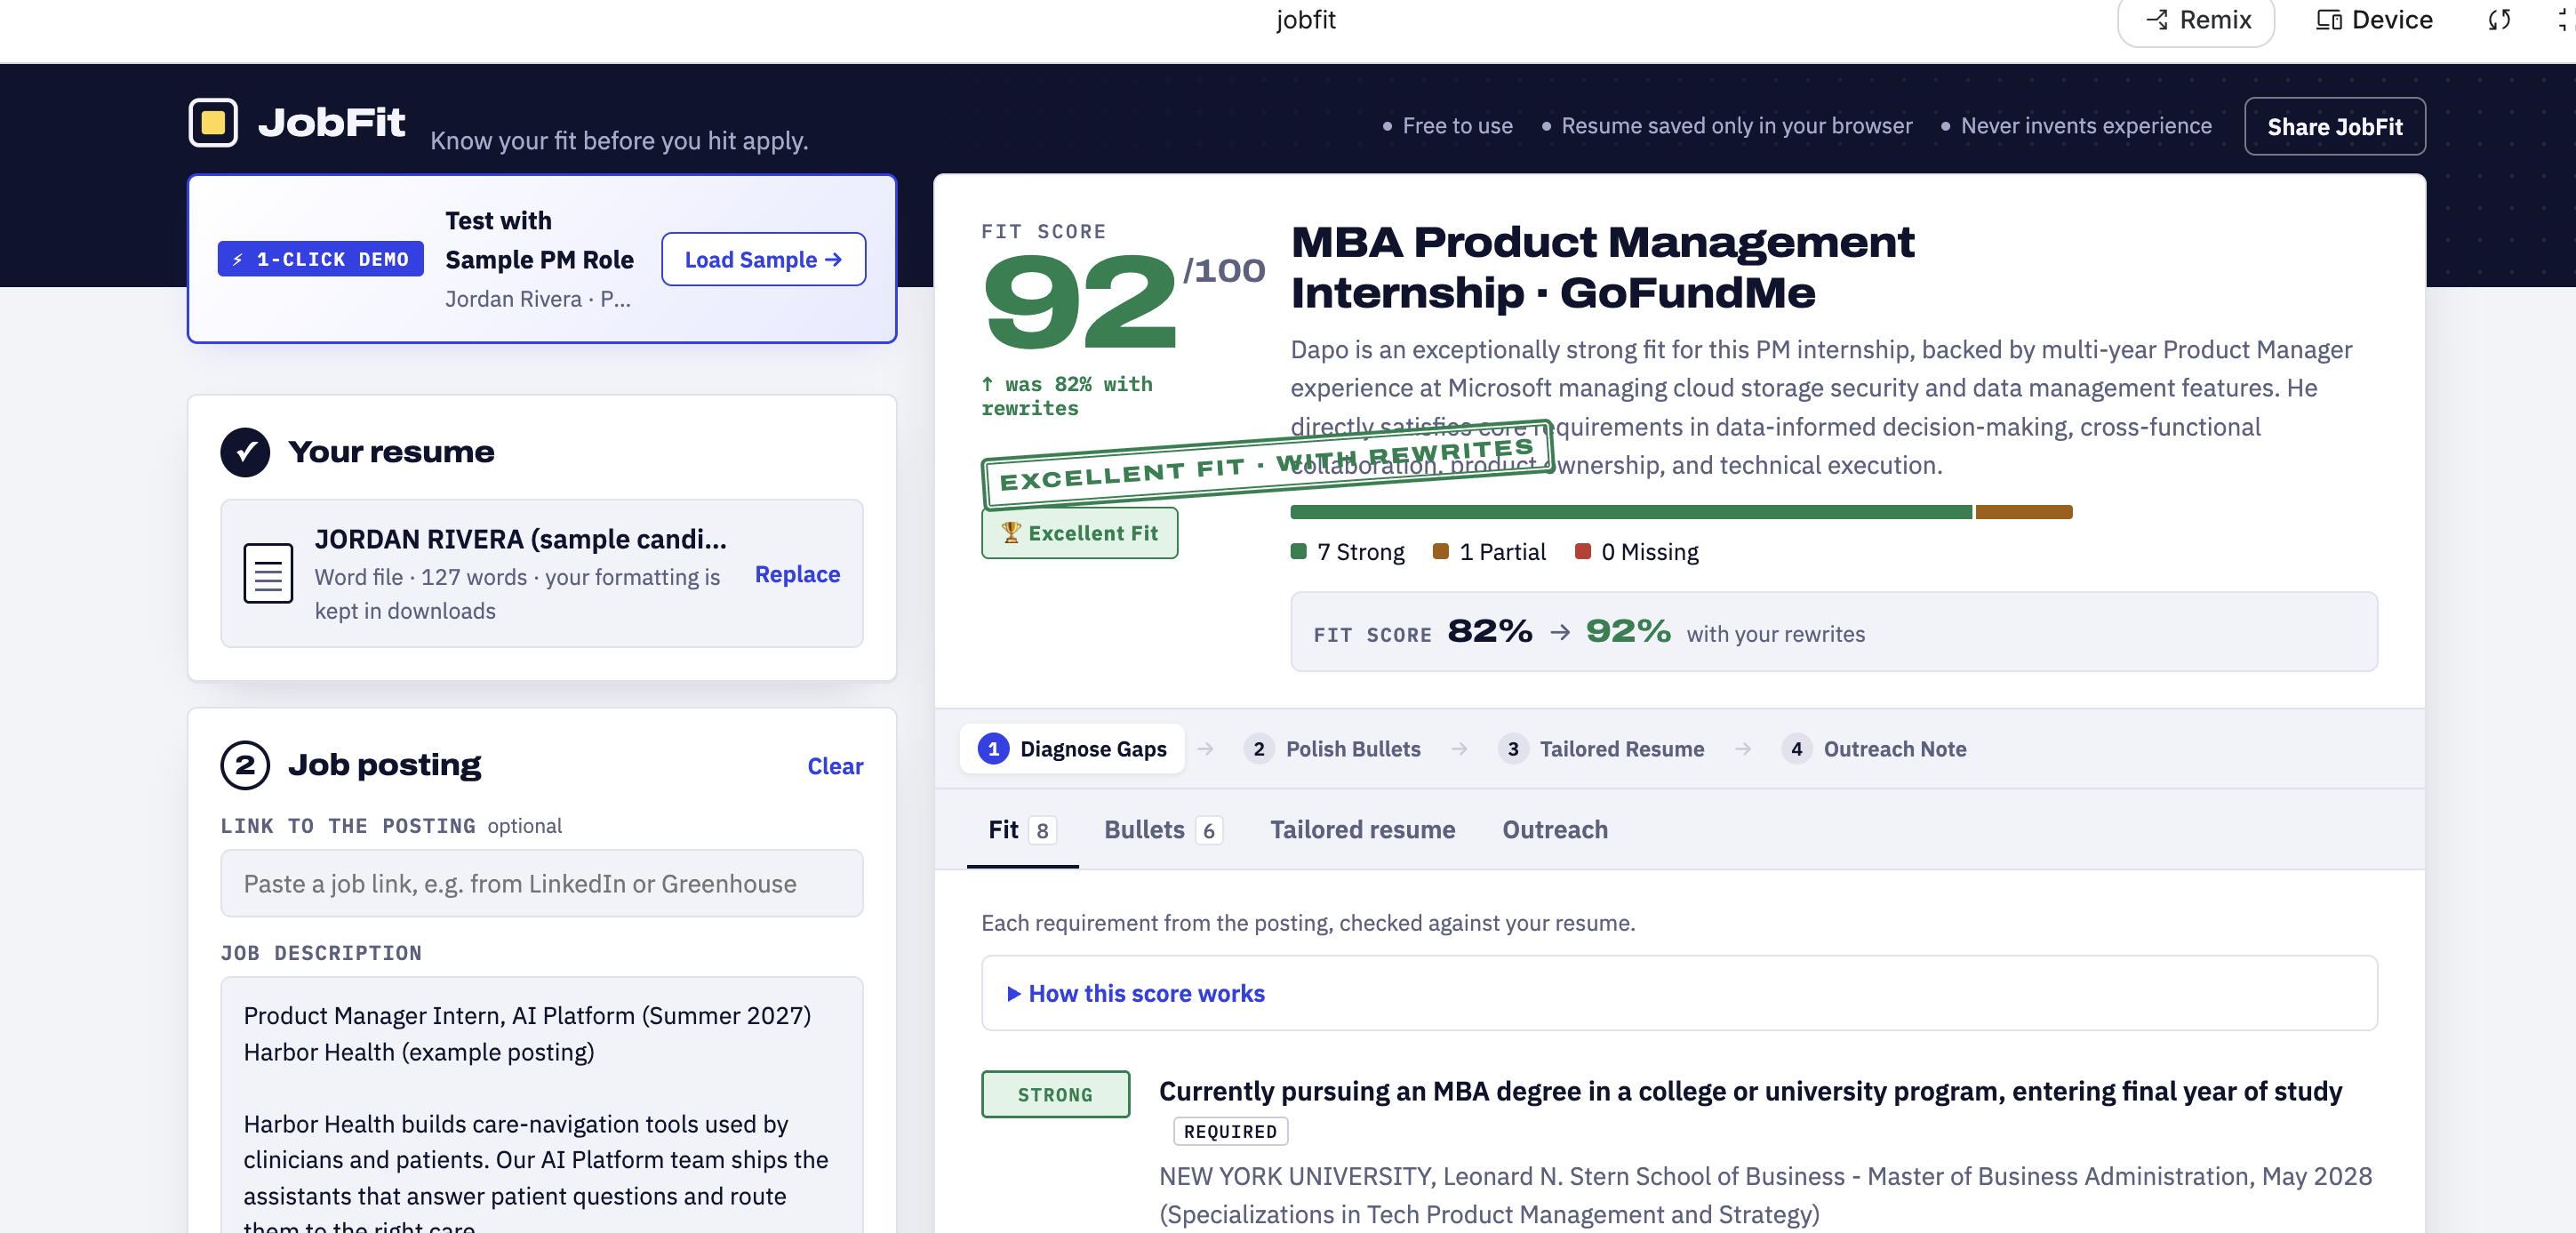 jobfit
Remix
Device
JobFit
Know your fit before you hit apply.
Free to use
Resume saved only in your browser
Never invents experience
Share JobFit
⚡ 1-CLICK DEMO
Test with
Sample PM Role
Jordan Rivera · P...
Load Sample →
Your resume
JORDAN RIVERA (sample candi...
Word file · 127 words · your formatting is
kept in downloads
Replace
2
Job posting
Clear
LINK TO THE POSTING optional
Paste a job link, e.g. from LinkedIn or Greenhouse
JOB DESCRIPTION
Product Manager Intern, AI Platform (Summer 2027)
Harbor Health (example posting)
Harbor Health builds care-navigation tools used by
clinicians and patients. Our AI Platform team ships the
assistants that answer patient questions and route
them to the right care.
FIT SCORE
92/100
↑ was 82% with
rewrites
EXCELLENT FIT · WITH REWRITES
🏆 Excellent Fit
MBA Product Management
Internship · GoFundMe
Dapo is an exceptionally strong fit for this PM internship, backed by multi-year Product Manager
experience at Microsoft managing cloud storage security and data management features. He
directly satisfies core requirements in data-informed decision-making, cross-functional
collaboration, product ownership, and technical execution.
7 Strong
1 Partial
0 Missing
FIT SCORE 82% → 92% with your rewrites
1 Diagnose Gaps → 2 Polish Bullets → 3 Tailored Resume → 4 Outreach Note
Fit 8
Bullets 6
Tailored resume
Outreach
Each requirement from the posting, checked against your resume.
▶ How this score works
STRONG
Currently pursuing an MBA degree in a college or university program, entering final year of study
REQUIRED
NEW YORK UNIVERSITY, Leonard N. Stern School of Business - Master of Business Administration, May 2028
(Specializations in Tech Product Management and Strategy)